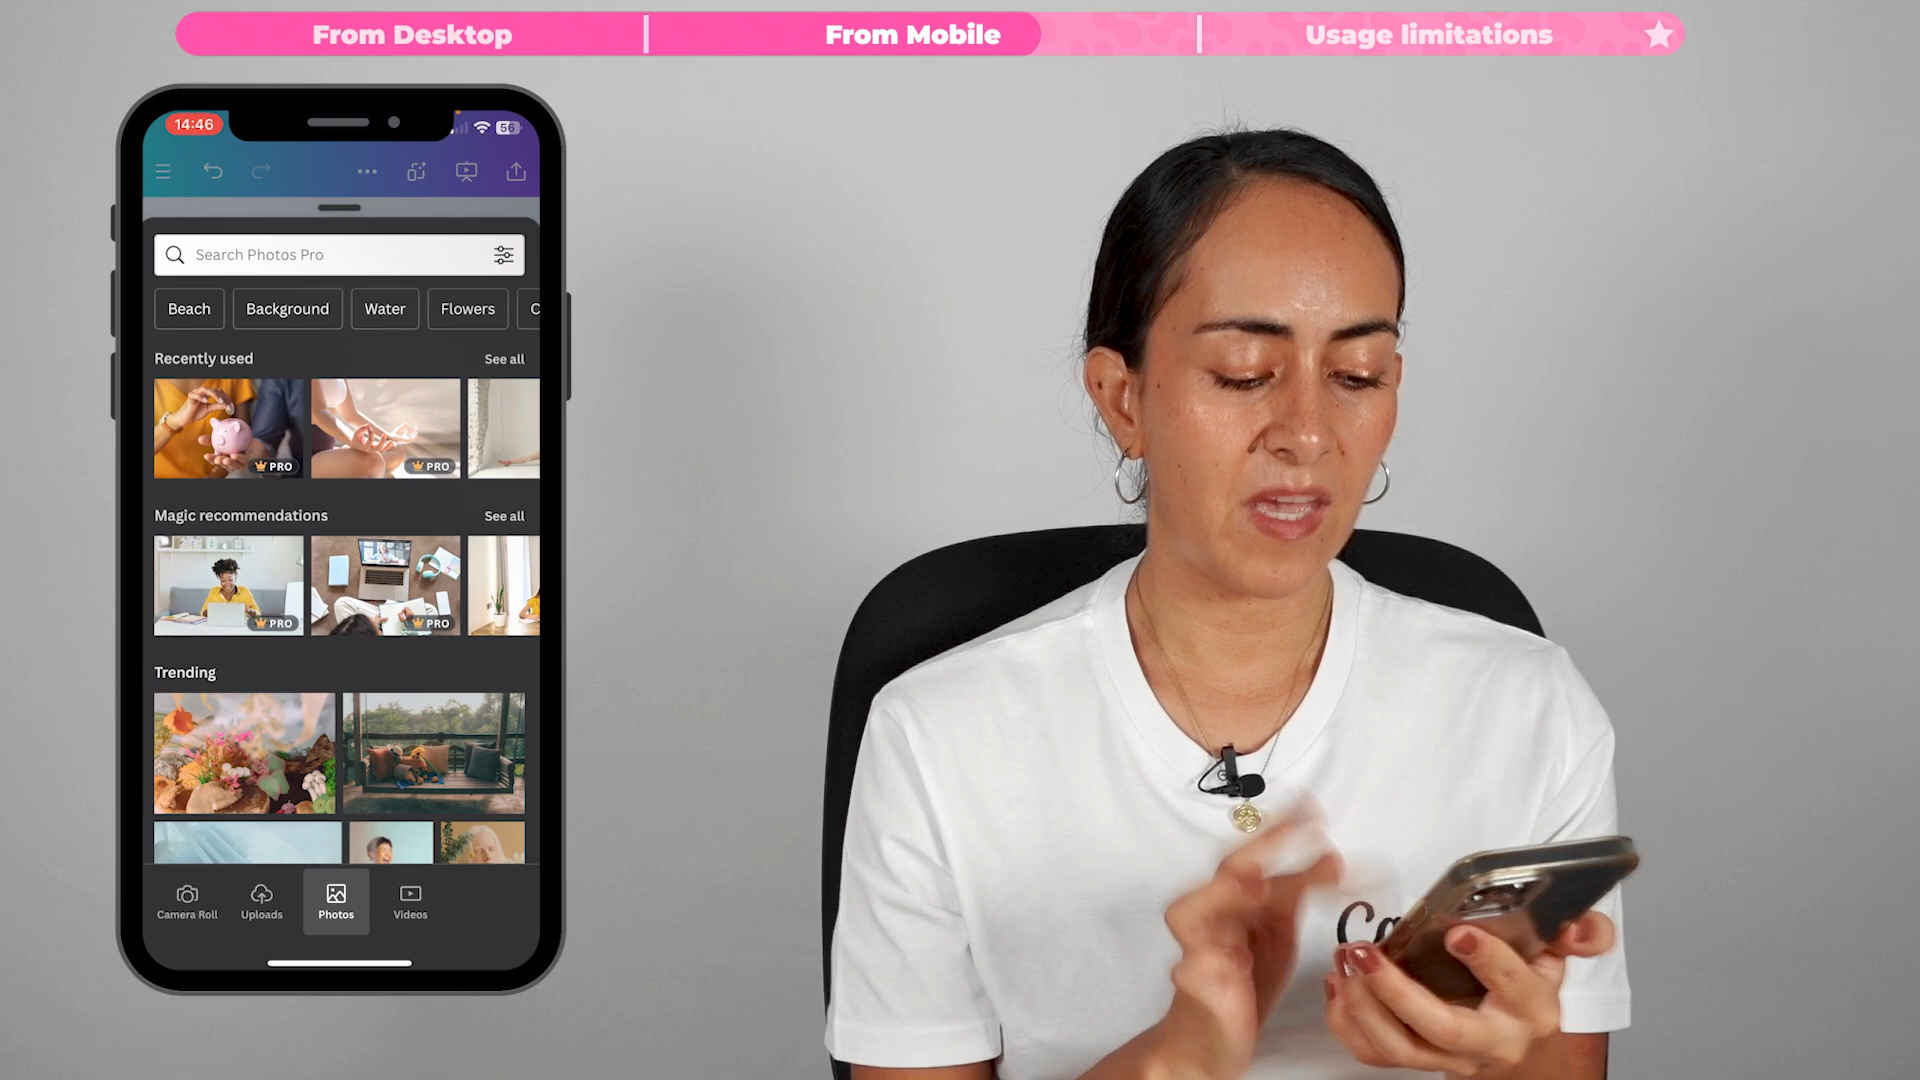 From Desktop
From Mobile
Usage limitations
14:46
56
Search Photos Pro
Beach
Background
Water
Flowers
C
Recently used
See all
PRO
PRO
Magic recommendations
See all
PRO
PRO
Trending
Camera Roll
Uploads
Photos
Videos
Ca